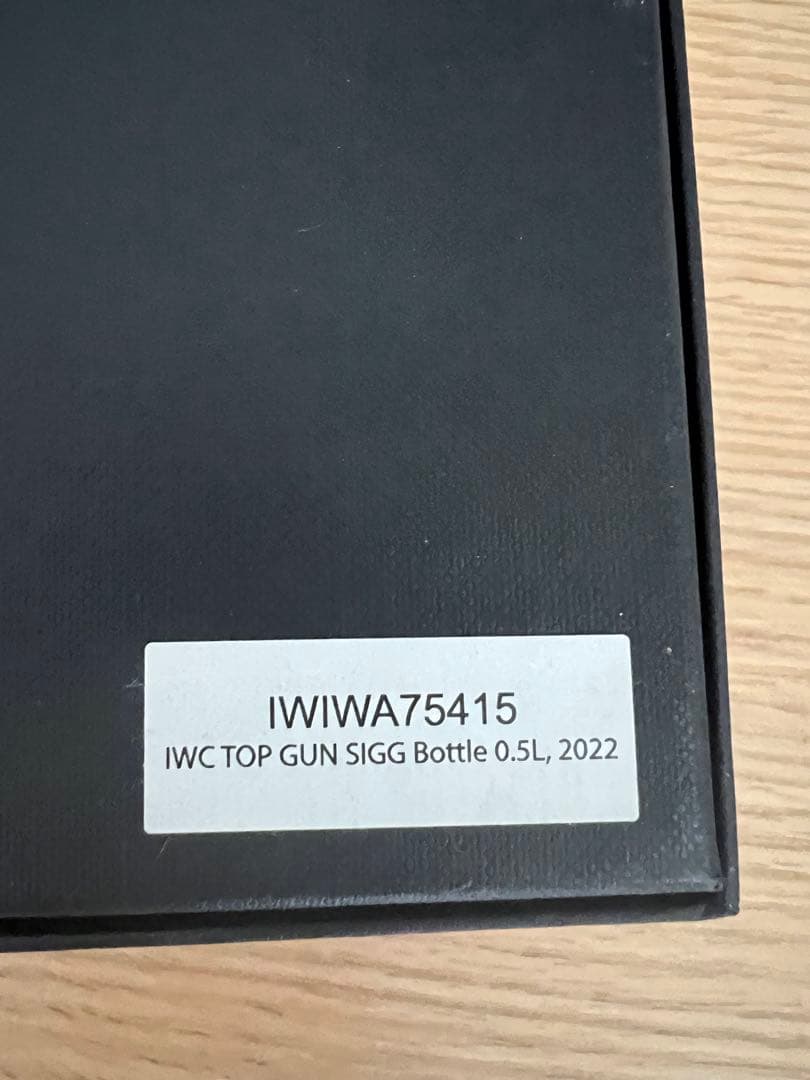 IWIWA75415
IWC TOP GUN SIGG Bottle 0.5L, 2022